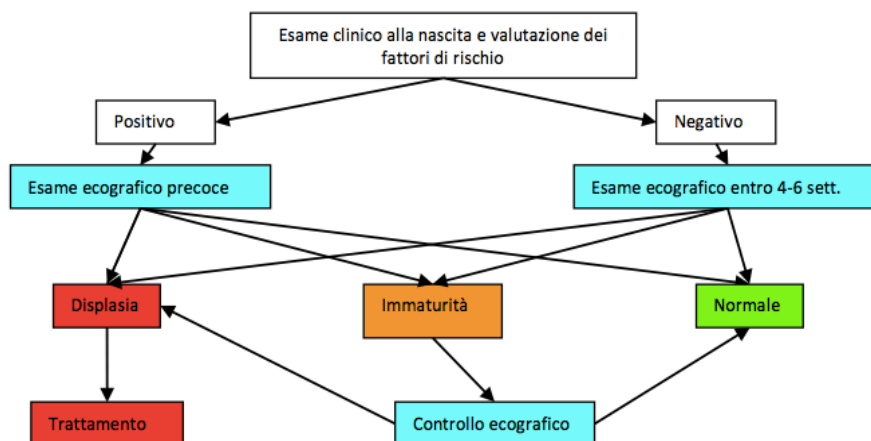 Esame clinico alla nascita e valutazione dei
fattori di rischio
Positivo
Negativo
Esame ecografico precoce
Esame ecografico entro 4-6 sett.
Displasia
Immaturità
Normale
Trattamento
Controllo ecografico